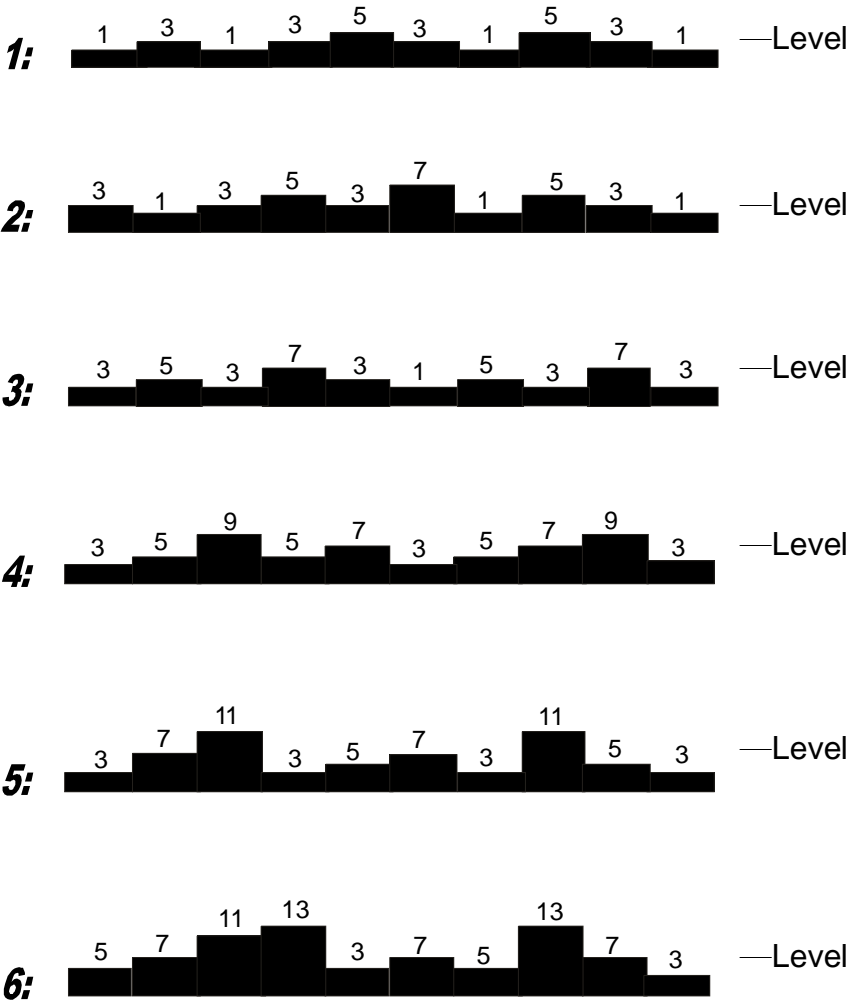 1: 1 3 1 3 5 3 1 5 3 1 Level
2: 3 1 3 5 3 7 1 5 3 1 Level
3: 3 5 3 7 3 1 5 3 7 3 Level
4: 3 5 9 5 7 3 5 7 9 3 Level
5: 3 7 11 3 5 7 3 11 5 3 Level
6: 5 7 11 13 3 7 5 13 7 3 Level